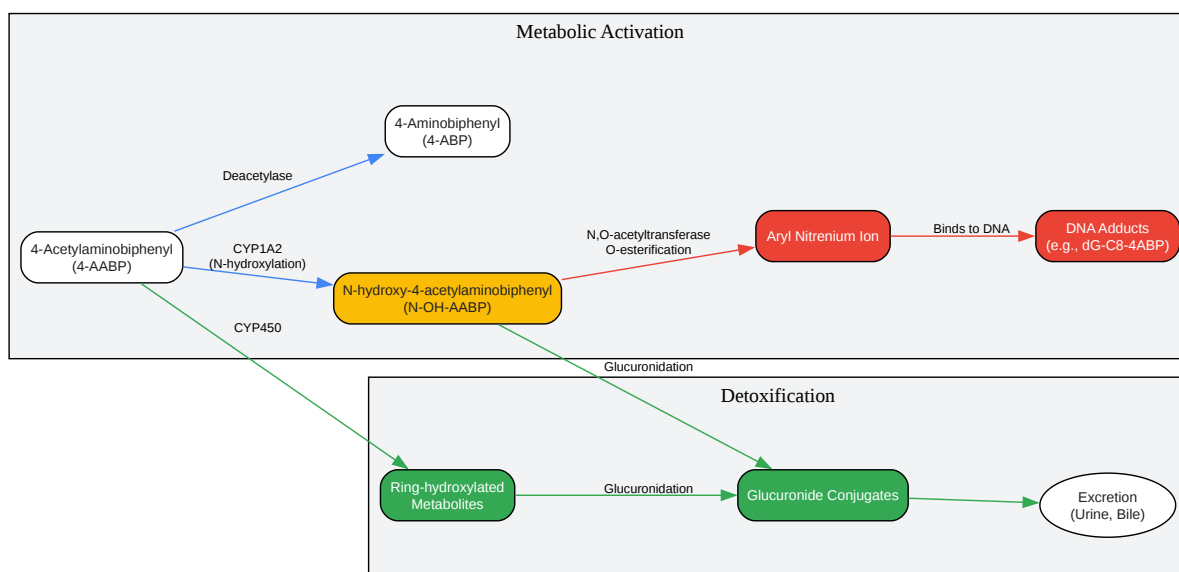 Metabolic Activation
4-Aminobiphenyl
(4-ABP)
Deacetylase
4-Acetylaminobiphenyl
(4-AABP)
CYP1A2
(N-hydroxylation)
N-hydroxy-4-acetylaminobiphenyl
(N-OH-AABP)
N,O-acetyltransferase
O-esterification
Aryl Nitrenium Ion
Binds to DNA
DNA Adducts
(e.g., dG-C8-4ABP)
CYP450
Glucuronidation
Detoxification
Ring-hydroxylated
Metabolites
Glucuronidation
Glucuronide Conjugates
Excretion
(Urine, Bile)